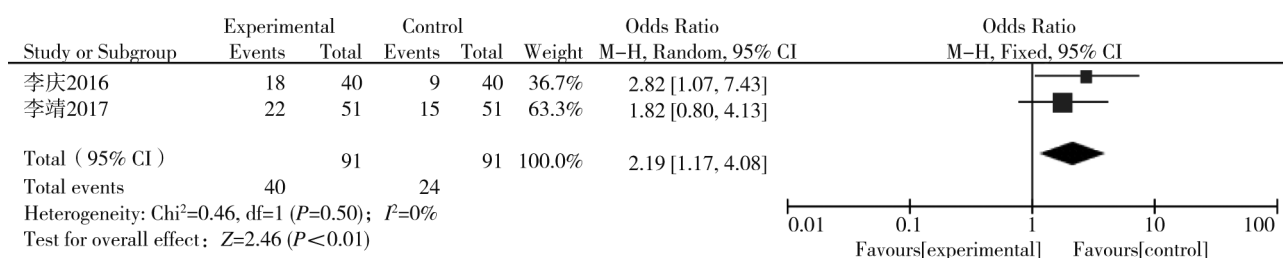 Experimental Control Odds Ratio Odds Ratio
Study or Subgroup Events Total Events Total Weight M-H, Random, 95% CI M-H, Fixed, 95% CI
李庆2016 18 40 9 40 36.7% 2.82 [1.07, 7.43]
李靖2017 22 51 15 51 63.3% 1.82 [0.80, 4.13]
Total（95% CI） 91 91 100.0% 2.19 [1.17, 4.08]
Total events 40 24
Heterogeneity: Chi²=0.46, df=1 (P=0.50)；I²=0%
Test for overall effect：Z=2.46 (P＜0.01)
0.01 0.1 1 10 100
Favours[experimental] Favours[control]